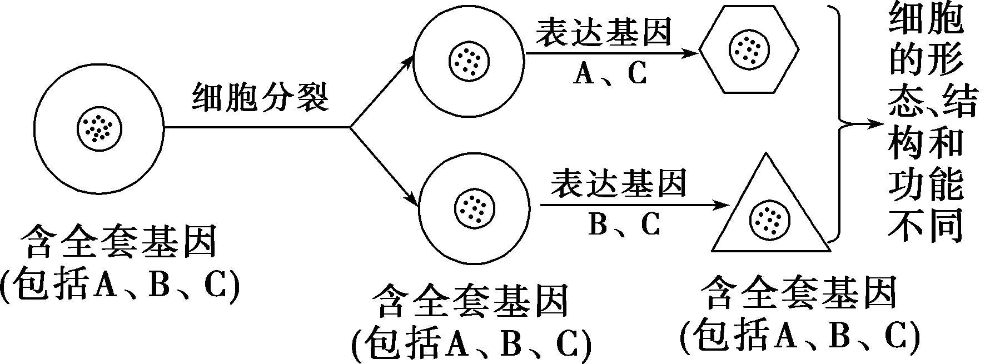 细胞分裂
表达基因
A、C
表达基因
B、C
细胞
的形
态、结
构和
功能
不同
含全套基因
(包括A、B、C)
含全套基因
(包括A、B、C)
含全套基因
(包括A、B、C)